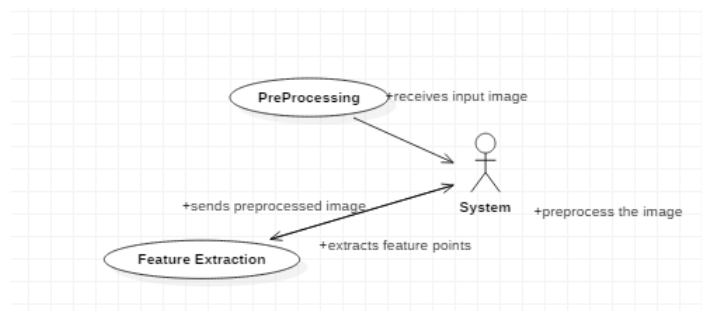 PreProcessing
+receives input image
System
+sends preprocessed image
+preprocess the image
+extracts feature points
Feature Extraction